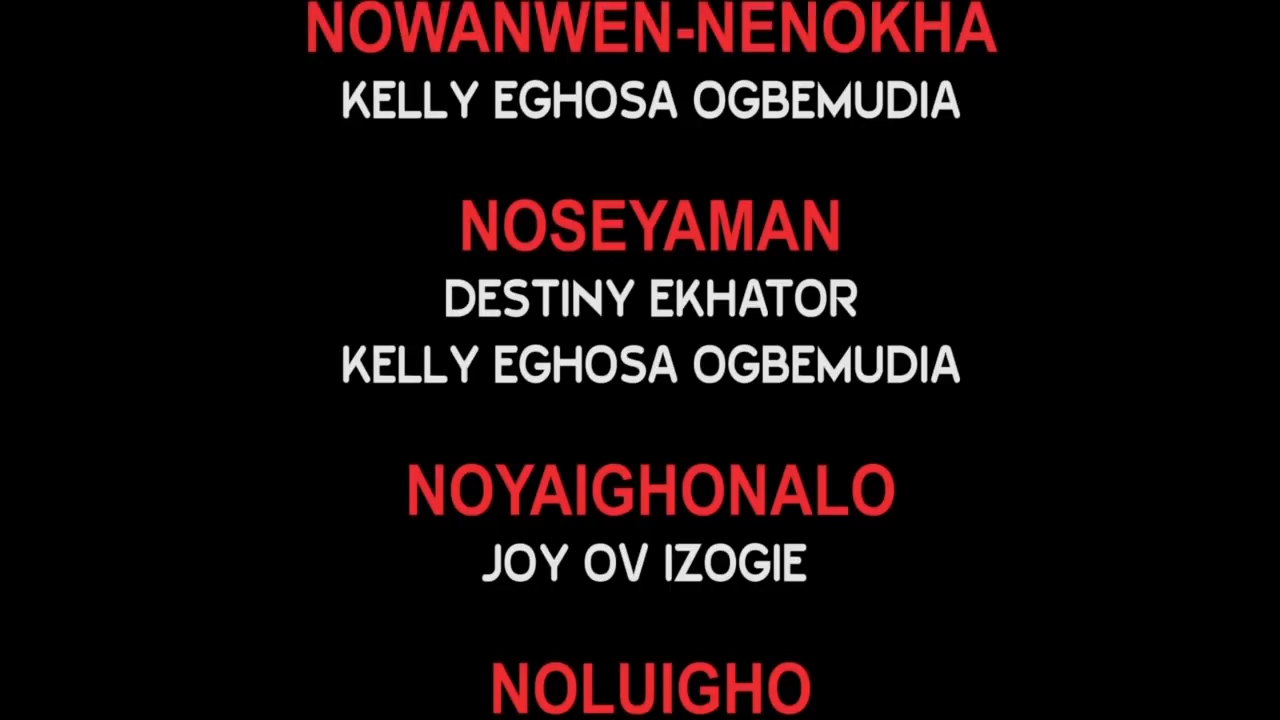 NOWANWEN-NENOKHA
KELLY EGHOSA OGBEMUDIA
NOSEYAMAN
DESTINY EKHATOR
KELLY EGHOSA OGBEMUDIA
NOYAIGHONALO
JOY OV IZOGIE
NOLUIGHO